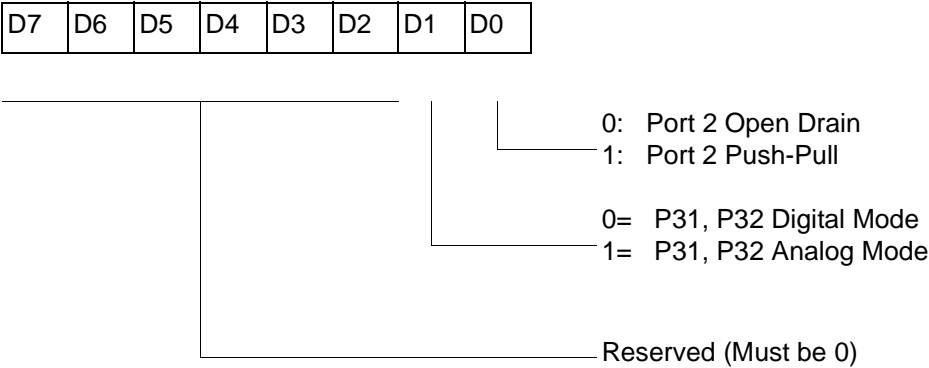 D7 D6 D5 D4 D3 D2 D1 D0
0: Port 2 Open Drain
1: Port 2 Push-Pull
0= P31, P32 Digital Mode
1= P31, P32 Analog Mode
Reserved (Must be 0)